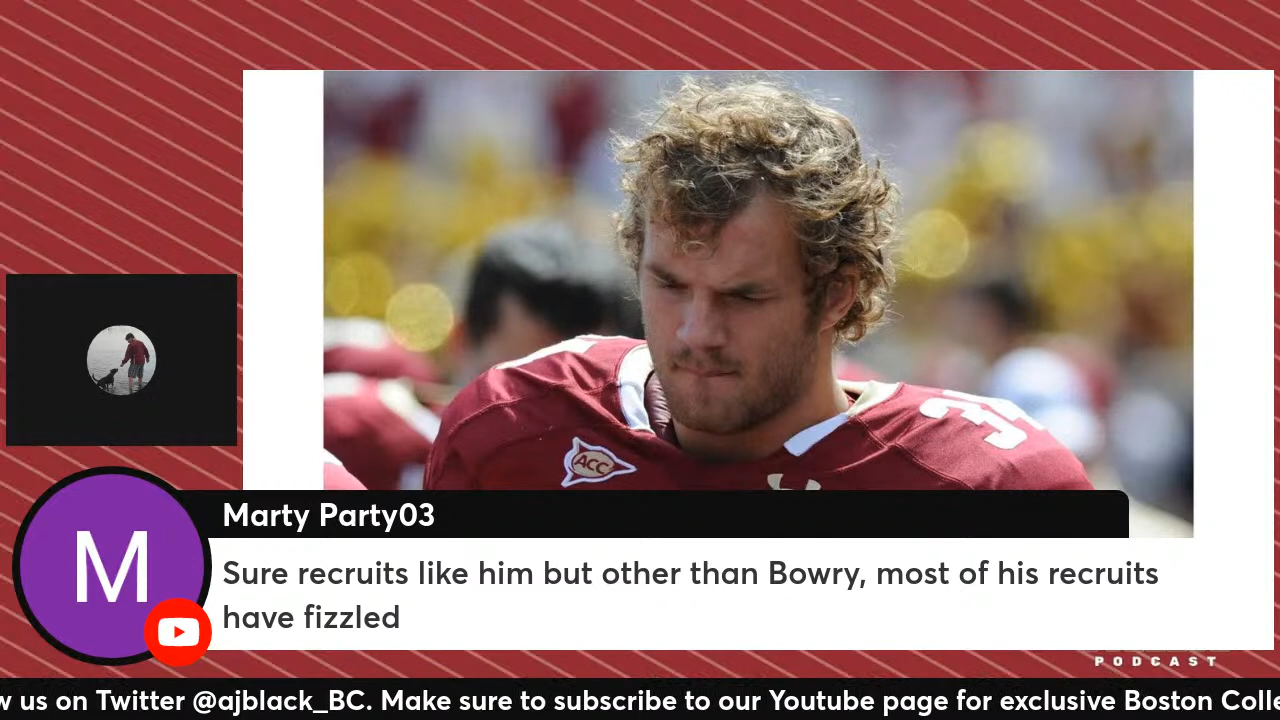 3
ACC
Marty Party03
M
Sure recruits like him but other than Bowry, most of his recruits
have fizzled
PODCAST
w us on Twitter @ajblack_BC. Make sure to subscribe to our Youtube page for exclusive Boston Colle